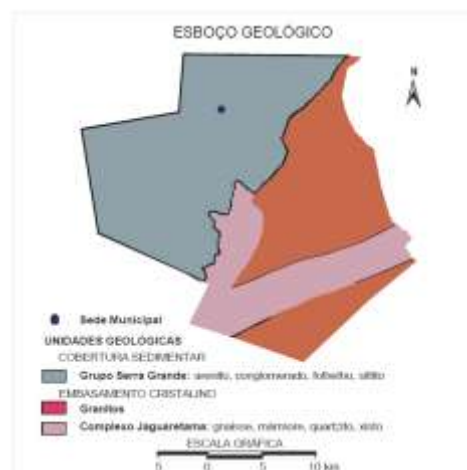 ESBOÇO GEOLÓGICO
N
Sede Municipal
UNIDADES GEOLÓGICAS
COBERTURA SEDIMENTAR
Grupo Serra Grande: arenito, conglomerado, folhelho, siltito
EMBASAMENTO CRISTALINO
Granitos
Complexo Jaguaretama: gnaisse, mármore, quartzito, xisto
ESCALA GRÁFICA
5 0 5 10 km